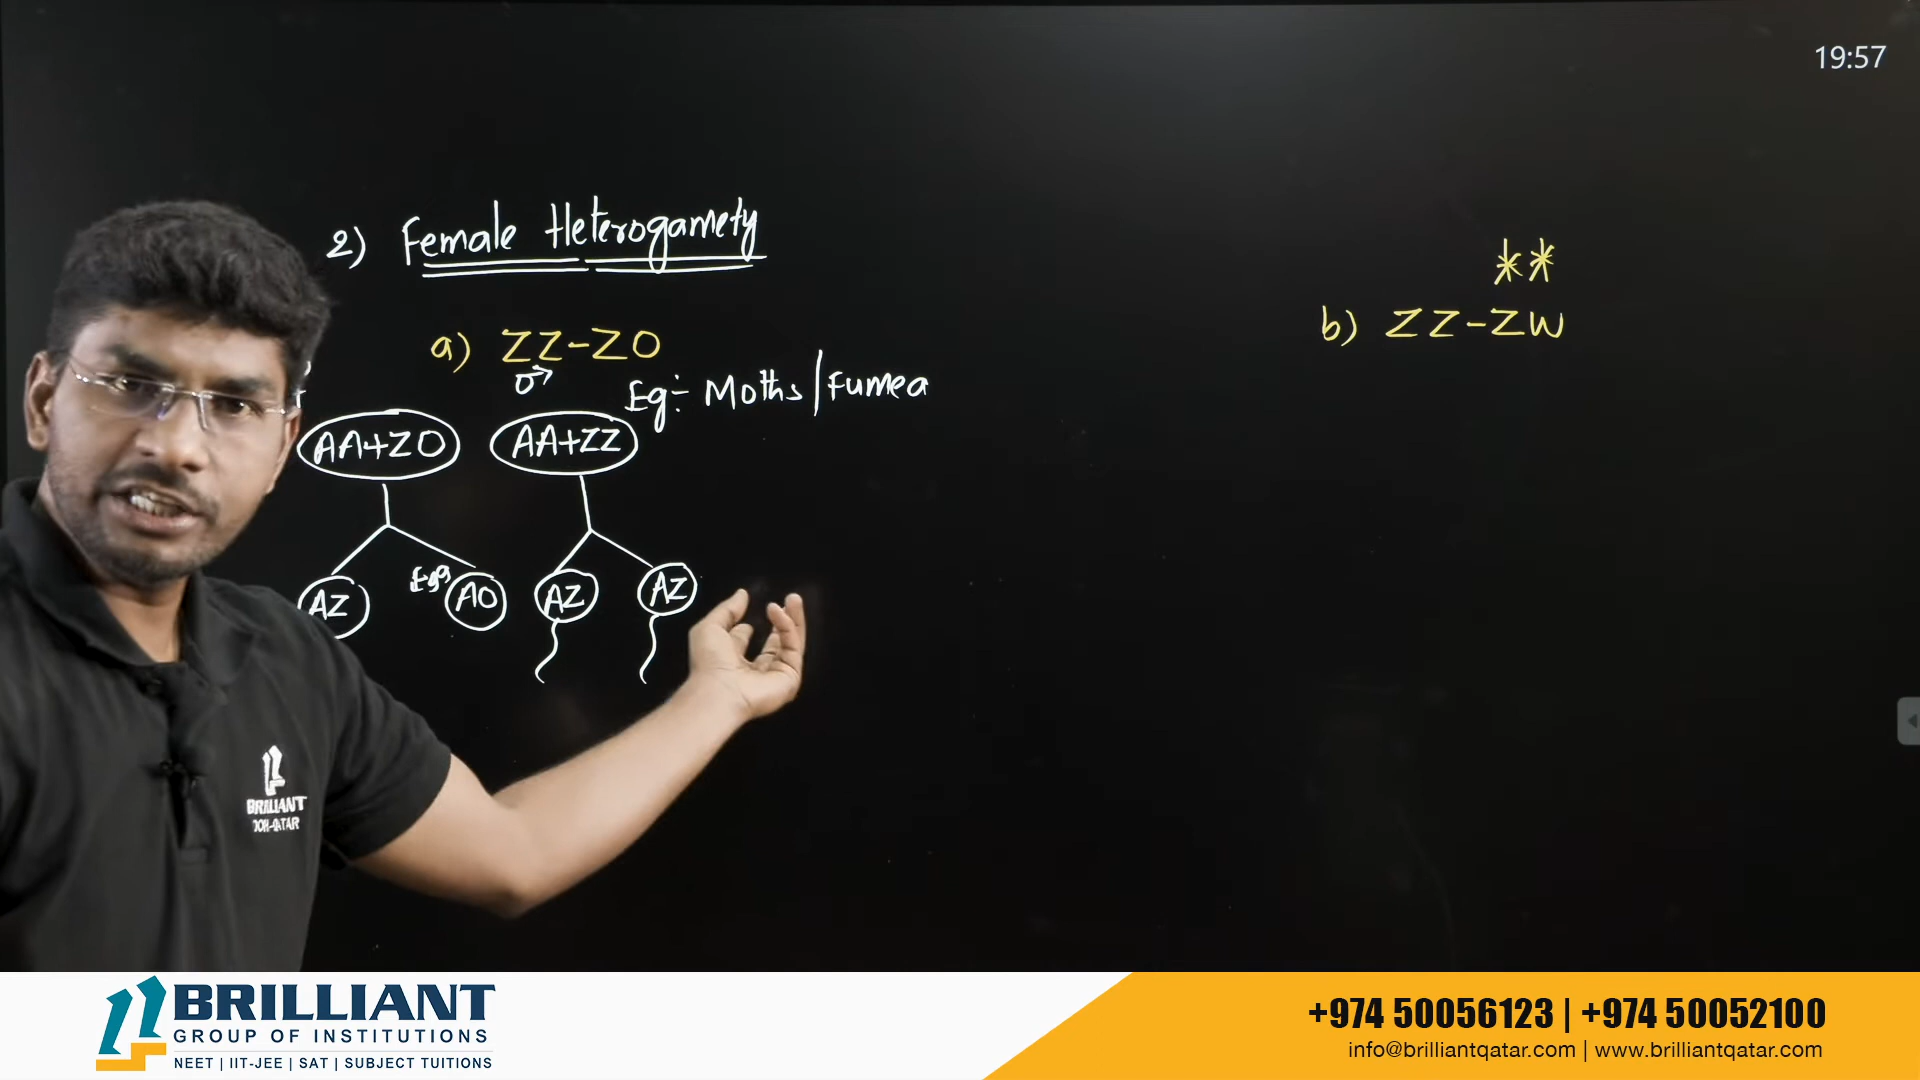 19:57
2) Female Heterogamety
a) ZZ-ZO
♂
Eg:- Moths/Fumea
AA+ZO
AA+ZZ
AZ
Egg
AO
AZ
AZ
**
b) ZZ-ZW
BRILLIANT
DOH-QATAR
BRILLIANT
GROUP OF INSTITUTIONS
NEET | IIT-JEE | SAT | SUBJECT TUITIONS
+974 50056123 | +974 50052100
info@brilliantqatar.com | www.brilliantqatar.com